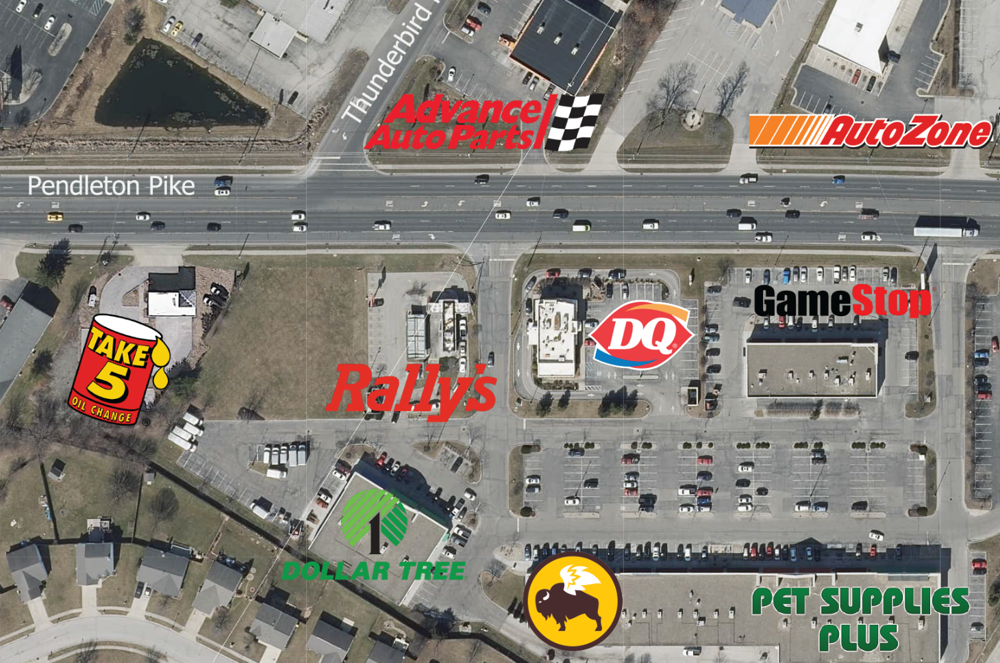 Thunderbird
Advance
Auto Parts
AutoZone
Pendleton Pike
GameStop
DQ
TAKE
5
OIL CHANGE
Rally's
1
DOLLAR TREE
PET SUPPLIES
PLUS